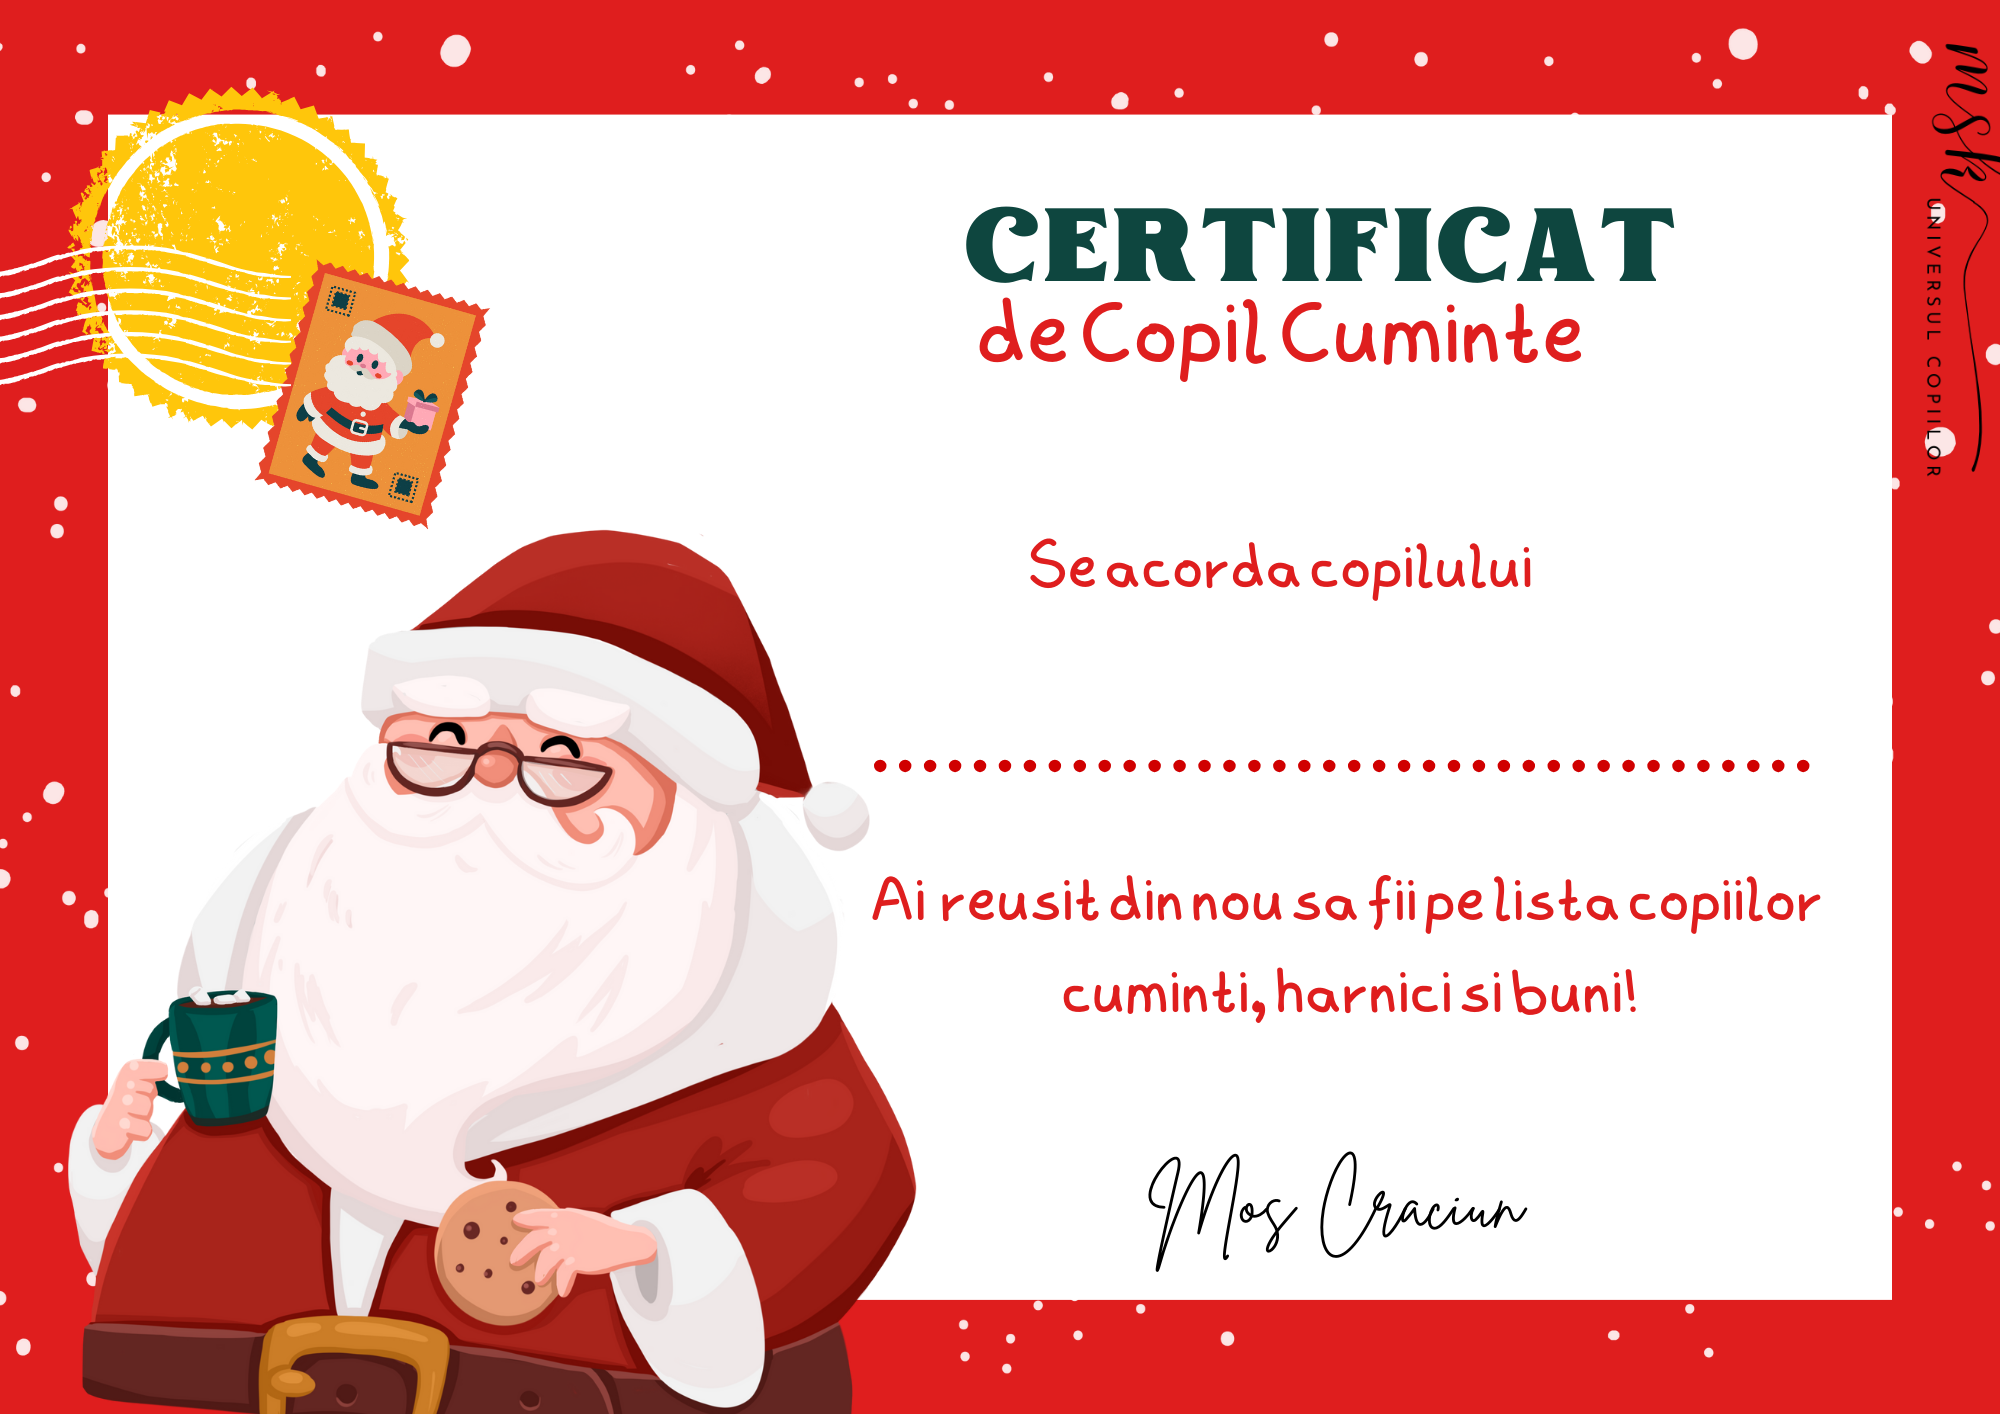 CERTIFICAT
de Copil Cuminte
Se acorda copilului
Ai reusit din nou sa fii pe lista copiilor
cuminti, harnici si buni!
Mos Craciun
msk
UNIVERSUL COPIILOR